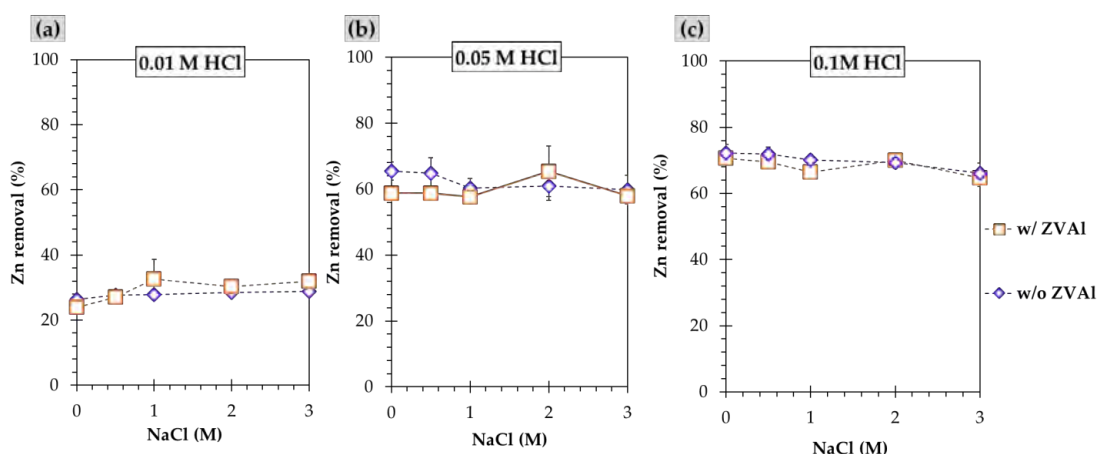 (a)
0.01 M HCl
Zn removal (%)
100
80
60
40
20
0
0 1 2 3
NaCl (M)
(b)
0.05 M HCl
Zn removal (%)
100
80
60
40
20
0
0 1 2 3
NaCl (M)
(c)
0.1M HCl
Zn removal (%)
100
80
60
40
20
0
0 1 2 3
NaCl (M)
w/ ZVAl
w/o ZVAl